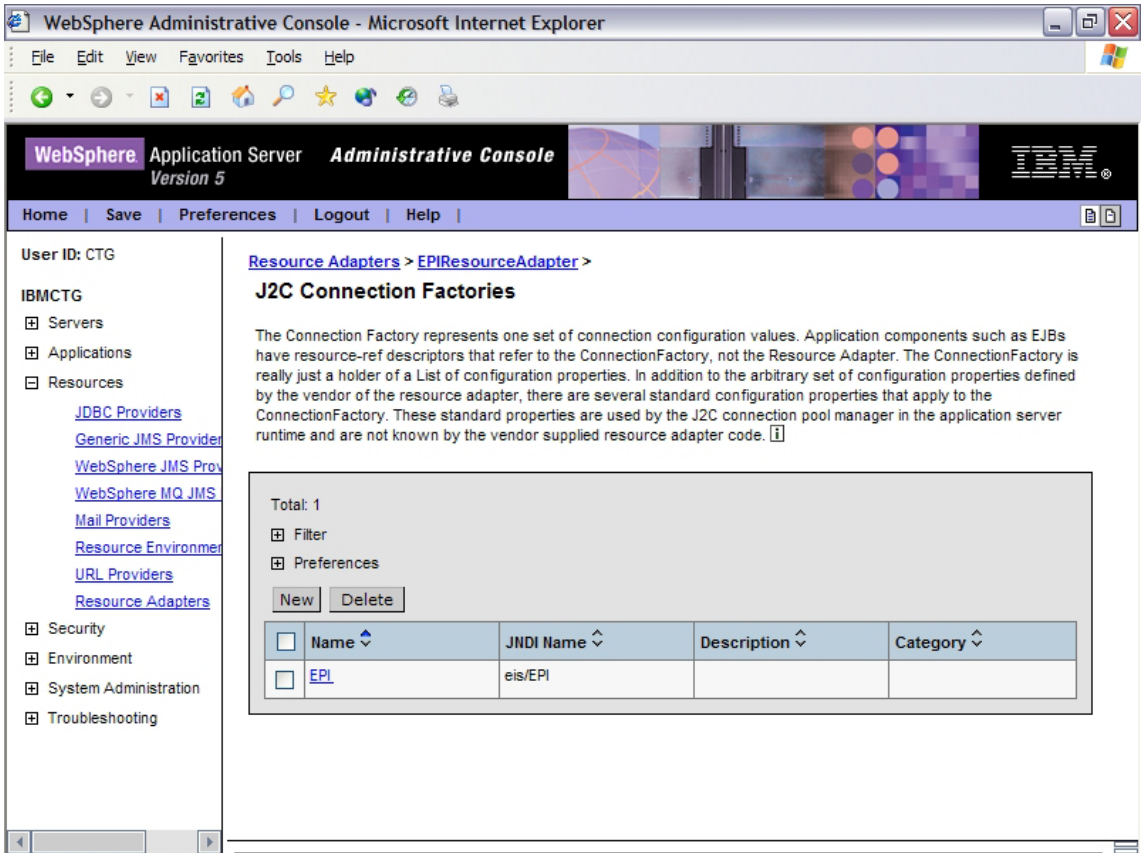 WebSphere Administrative Console - Microsoft Internet Explorer
File Edit View Favorites Tools Help
WebSphere. Application Server Administrative Console
Version 5
IBM®
Home | Save | Preferences | Logout | Help |
User ID: CTG
IBMCTG
Servers
Applications
Resources
JDBC Providers
Generic JMS Provider
WebSphere JMS Prov
WebSphere MQ JMS
Mail Providers
Resource Environmen
URL Providers
Resource Adapters
Security
Environment
System Administration
Troubleshooting
Resource Adapters > EPIResourceAdapter >
J2C Connection Factories
The Connection Factory represents one set of connection configuration values. Application components such as EJBs
have resource-ref descriptors that refer to the ConnectionFactory, not the Resource Adapter. The ConnectionFactory is
really just a holder of a List of configuration properties. In addition to the arbitrary set of configuration properties defined
by the vendor of the resource adapter, there are several standard configuration properties that apply to the
ConnectionFactory. These standard properties are used by the J2C connection pool manager in the application server
runtime and are not known by the vendor supplied resource adapter code. i
Total: 1
Filter
Preferences
New Delete
Name JNDI Name Description Category
EPI eis/EPI